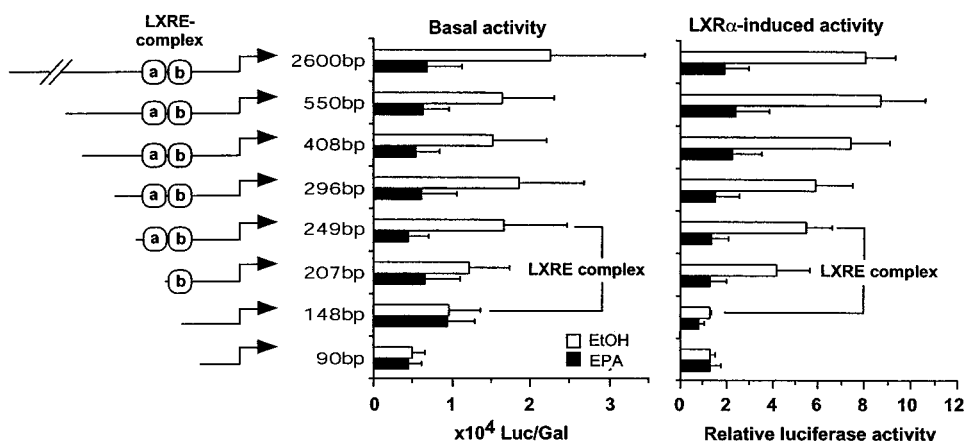 LXRE-
complex
Basal activity
LXRα-induced activity
a b
2600bp
a b
550bp
a b
408bp
a b
296bp
a b
249bp
b
207bp
148bp
90bp
LXRE complex
LXRE complex
EtOH
EPA
0 1 2 3
x10⁴ Luc/Gal
0 2 4 6 8 10 12
Relative luciferase activity